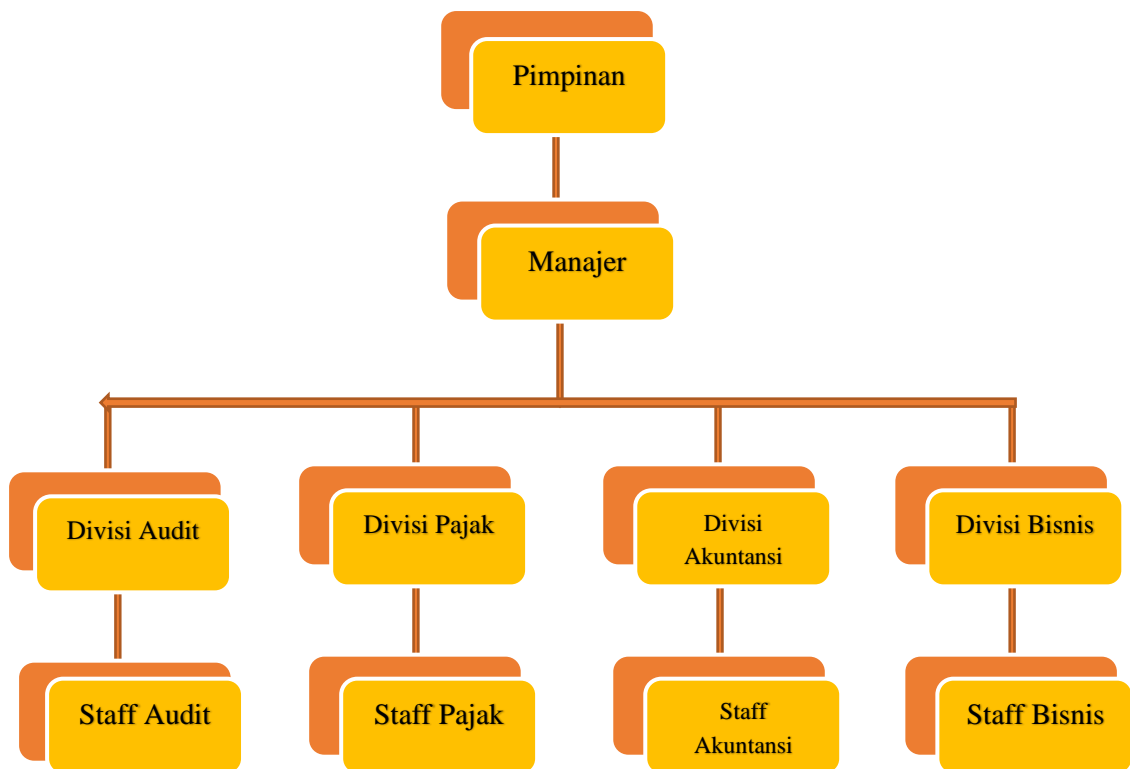 Pimpinan
Manajer
Divisi Audit
Divisi Pajak
Divisi
Akuntansi
Divisi Bisnis
Staff Audit
Staff Pajak
Staff
Akuntansi
Staff Bisnis